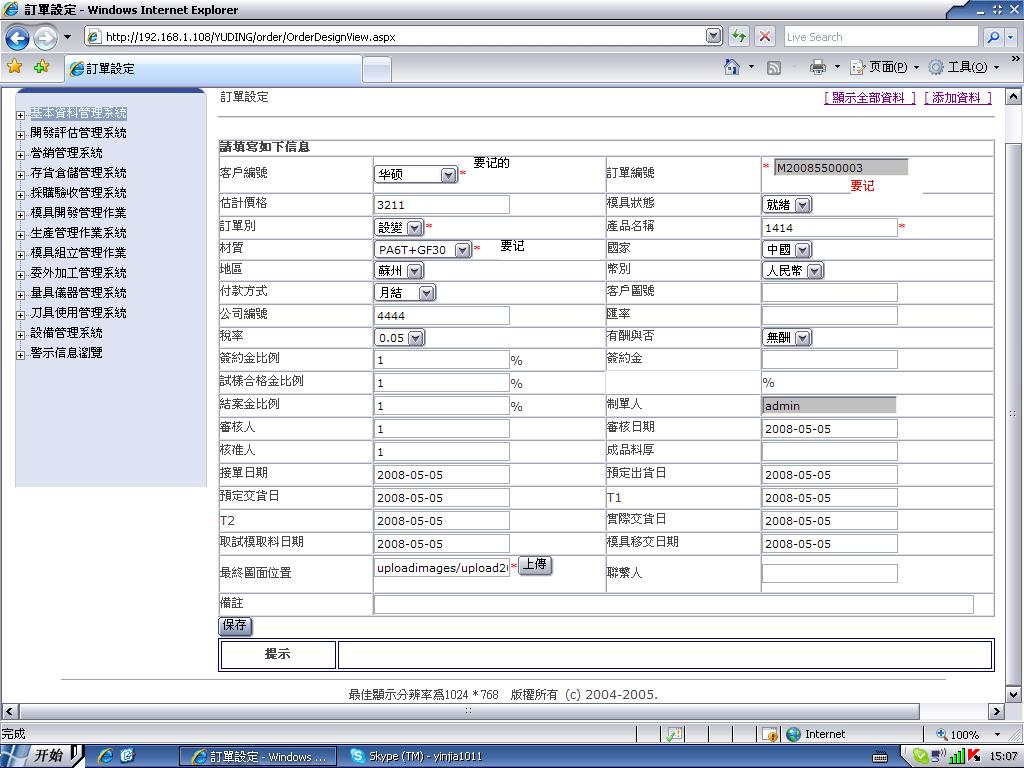 訂單設定 - Windows Internet Explorer
http://192.168.1.108/YUDING/order/OrderDesignView.aspx
Live Search
訂單設定
页面(P)
工具(O)
基本資料管理系統
開發評估管理系統
營銷管理系統
存貨倉儲管理系統
採購驗收管理系統
模具開發管理作業
生產管理作業系統
模具組立管理作業
委外加工管理系統
量具儀器管理系統
刀具使用管理系統
設備管理系統
警示信息瀏覽
訂單設定
[ 顯示全部資料 ] [ 添加資料 ]
請填寫如下信息
客戶編號 华硕 * 要记的 訂單編號 * M20085500003
要记
估計價格 3211 模具狀態 就緒
訂單別 設變 * 產品名稱 1414 *
材質 PA6T+GF30 * 要记 國家 中國
地區 蘇州 幣別 人民幣
付款方式 月結 客戶圖號
公司編號 4444 匯率
稅率 0.05 有酬與否 無酬
簽約金比例 1 % 簽約金
試樣合格金比例 1 % %
結案金比例 1 % 制單人 admin
審核人 1 審核日期 2008-05-05
核准人 1 成品料厚
接單日期 2008-05-05 預定出貨日 2008-05-05
預定交貨日 2008-05-05 T1 2008-05-05
T2 2008-05-05 實際交貨日 2008-05-05
取試模取料日期 2008-05-05 模具移交日期 2008-05-05
最終圖面位置 uploadimages/upload20 * 上傳 聯繫人
備註
保存
提示
最佳顯示分辨率為1024 * 768 版權所有 (c) 2004-2005.
完成
Internet
100%
开始
訂單設定 - Windows ...
Skype (TM) - yinjia1011
15:07